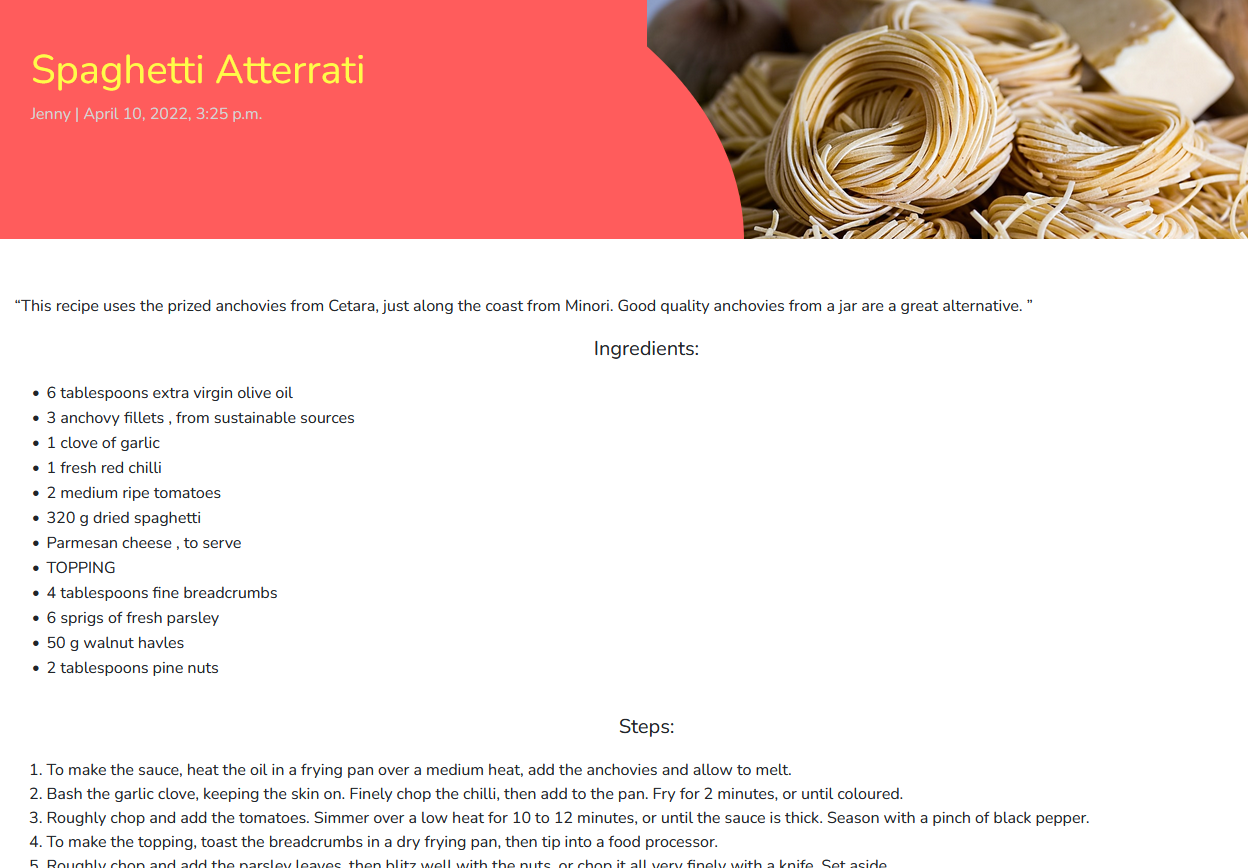 Spaghetti Atterrati
Jenny | April 10, 2022, 3:25 p.m.
“This recipe uses the prized anchovies from Cetara, just along the coast from Minori. Good quality anchovies from a jar are a great alternative. ”
Ingredients:
• 6 tablespoons extra virgin olive oil
• 3 anchovy fillets , from sustainable sources
• 1 clove of garlic
• 1 fresh red chilli
• 2 medium ripe tomatoes
• 320 g dried spaghetti
• Parmesan cheese , to serve
• TOPPING
• 4 tablespoons fine breadcrumbs
• 6 sprigs of fresh parsley
• 50 g walnut havles
• 2 tablespoons pine nuts
Steps:
1. To make the sauce, heat the oil in a frying pan over a medium heat, add the anchovies and allow to melt.
2. Bash the garlic clove, keeping the skin on. Finely chop the chilli, then add to the pan. Fry for 2 minutes, or until coloured.
3. Roughly chop and add the tomatoes. Simmer over a low heat for 10 to 12 minutes, or until the sauce is thick. Season with a pinch of black pepper.
4. To make the topping, toast the breadcrumbs in a dry frying pan, then tip into a food processor.
5. Roughly chop and add the parsley leaves, then blitz well with the nuts, or chop it all very finely with a knife. Set aside.